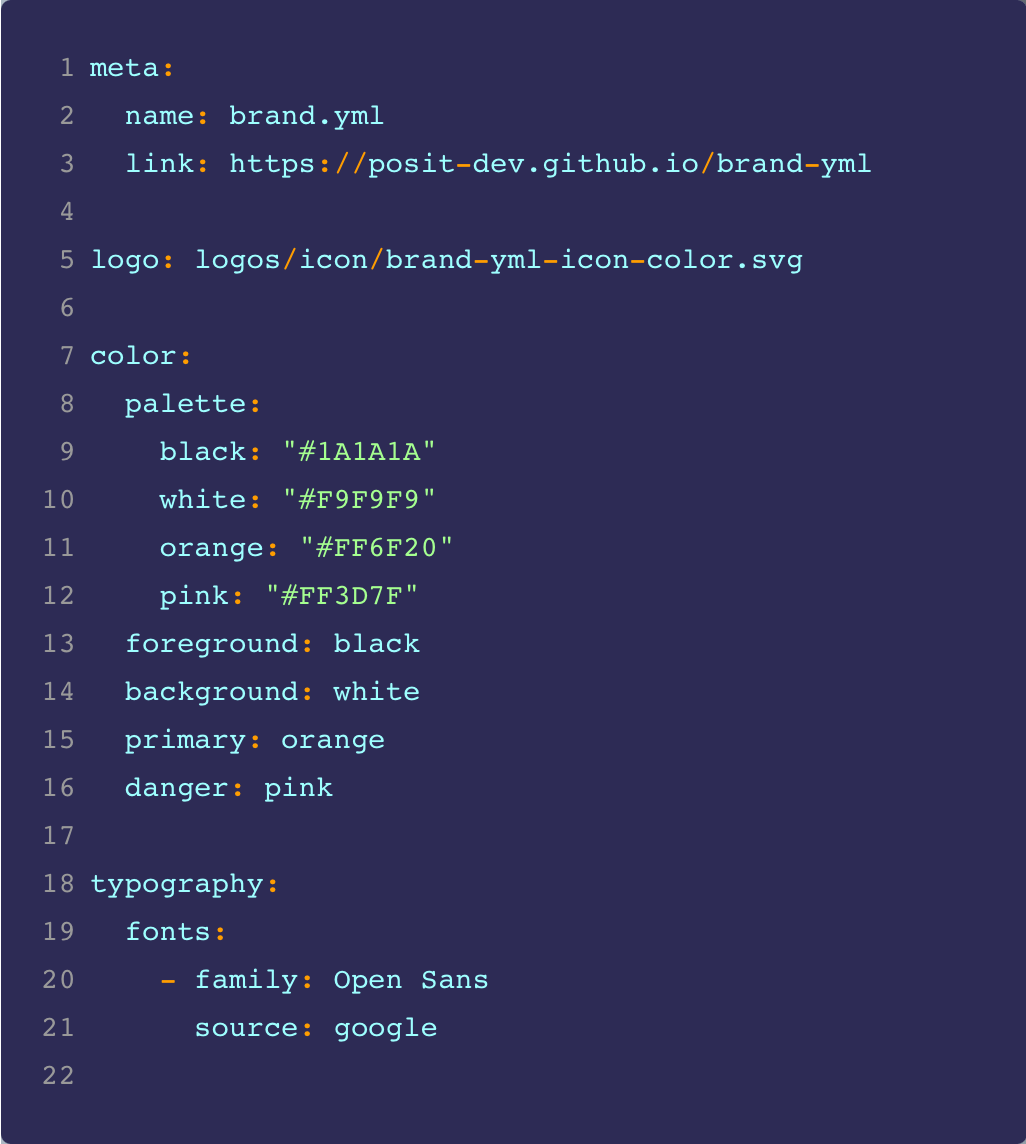 1 meta:
2   name: brand.yml
3   link: https://posit-dev.github.io/brand-yml
4
5 logo: logos/icon/brand-yml-icon-color.svg
6
7 color:
8   palette:
9     black: "#1A1A1A"
10     white: "#F9F9F9"
11     orange: "#FF6F20"
12     pink: "#FF3D7F"
13   foreground: black
14   background: white
15   primary: orange
16   danger: pink
17
18 typography:
19   fonts:
20     - family: Open Sans
21       source: google
22